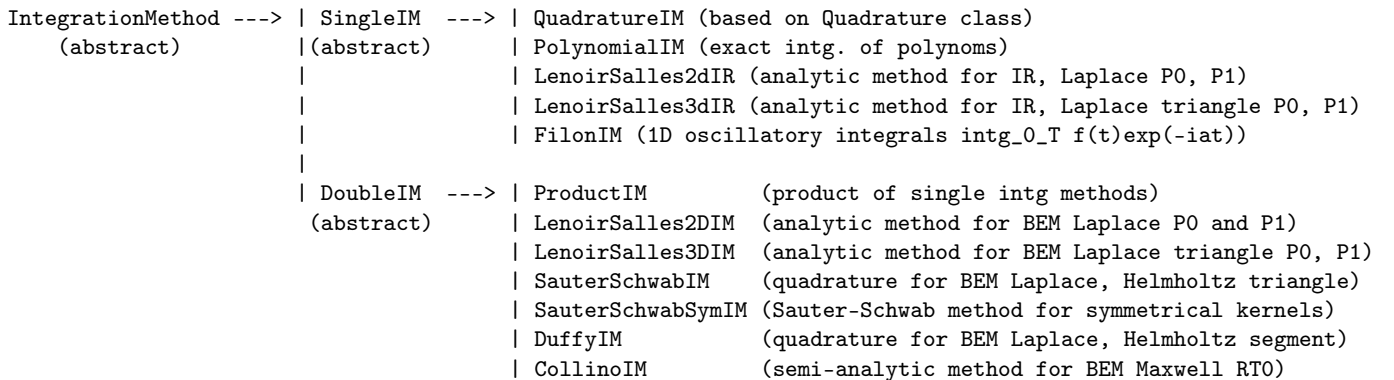 IntegrationMethod ---> | SingleIM  ---> | QuadratureIM (based on Quadrature class)
    (abstract)         |(abstract)      | PolynomialIM (exact intg. of polynoms)
                       |                | LenoirSalles2dIR (analytic method for IR, Laplace P0, P1)
                       |                | LenoirSalles3dIR (analytic method for IR, Laplace triangle P0, P1)
                       |                | FilonIM (1D oscillatory integrals intg_0_T f(t)exp(-iat))
                       |
                       | DoubleIM  ---> | ProductIM        (product of single intg methods)
                        (abstract)      | LenoirSalles2DIM (analytic method for BEM Laplace P0 and P1)
                                        | LenoirSalles3DIM (analytic method for BEM Laplace triangle P0, P1)
                                        | SauterSchwabIM   (quadrature for BEM Laplace, Helmholtz triangle)
                                        | SauterSchwabSymIM (Sauter-Schwab method for symmetrical kernels)
                                        | DuffyIM          (quadrature for BEM Laplace, Helmholtz segment)
                                        | CollinoIM        (semi-analytic method for BEM Maxwell RT0)